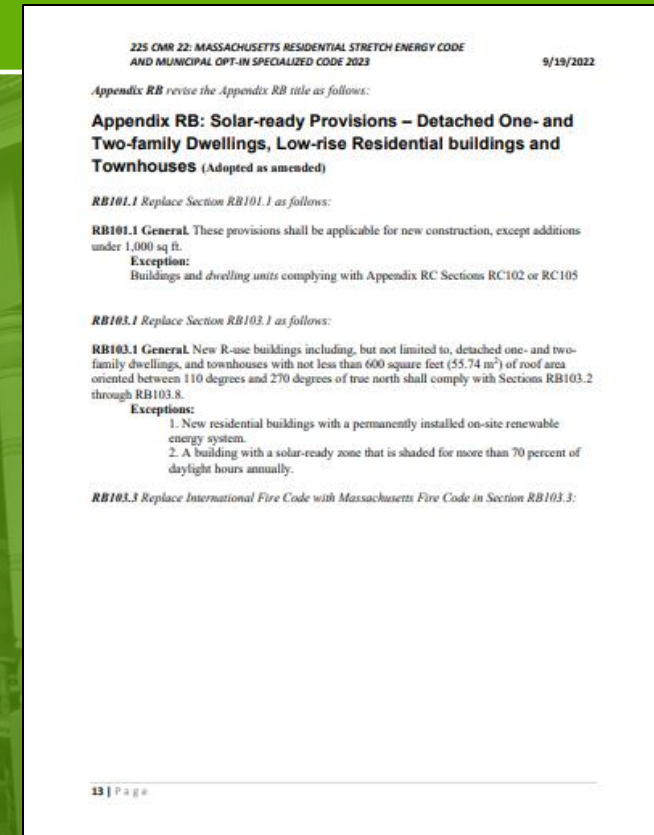 225 CMR 22: MASSACHUSETTS RESIDENTIAL STRETCH ENERGY CODE
AND MUNICIPAL OPT-IN SPECIALIZED CODE 2023 9/19/2022
Appendix RB revise the Appendix RB title as follows:
Appendix RB: Solar-ready Provisions – Detached One- and
Two-family Dwellings, Low-rise Residential buildings and
Townhouses (Adopted as amended)
RB101.1 Replace Section RB101.1 as follows:
RB101.1 General. These provisions shall be applicable for new construction, except additions
under 1,000 sq ft.
Exception:
Buildings and dwelling units complying with Appendix RC Sections RC102 or RC105
RB103.1 Replace Section RB103.1 as follows:
RB103.1 General. New R-use buildings including, but not limited to, detached one- and two-
family dwellings, and townhouses with not less than 600 square feet (55.74 m²) of roof area
oriented between 110 degrees and 270 degrees of true north shall comply with Sections RB103.2
through RB103.8.
Exceptions:
1. New residential buildings with a permanently installed on-site renewable
energy system.
2. A building with a solar-ready zone that is shaded for more than 70 percent of
daylight hours annually.
RB103.3 Replace International Fire Code with Massachusetts Fire Code in Section RB103.3:
13 | Page